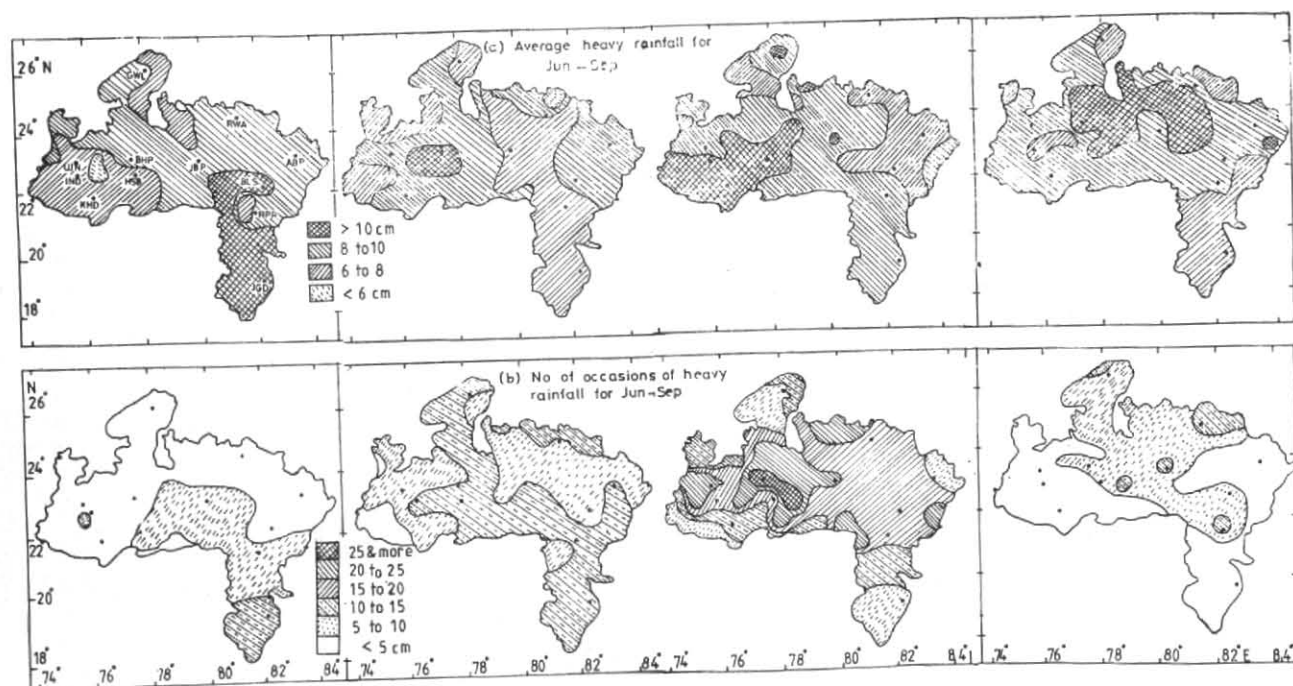 (c) Average heavy rainfall for
Jun - Sep
26° N
24°
22°
20°
18°
GWL
RWA
UJN
BHP
JBP
ABP
IND
HSB
KHD
RPR
JGD
> 10 cm
8 to 10
6 to 8
< 6 cm
(b) No of occasions of heavy
rainfall for Jun-Sep
N
26°
24°
22°
20°
18°
25 & more
20 to 25
15 to 20
10 to 15
5 to 10
< 5 cm
74° 76° 78° 80° 82° 84° 74° 76° 78° 80° 82° 84° 74° 76° 78° 80° 82° 84° 74° 76° 78° 80° 82° E 84°